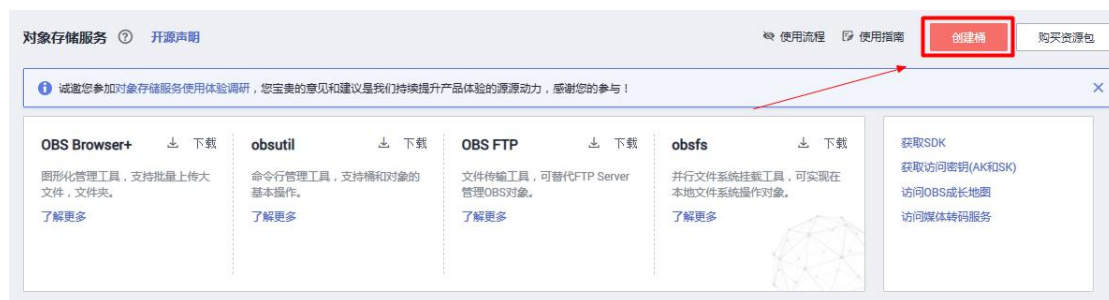 对象存储服务 ? 开源声明 使用流程 使用指南 创建桶 购买资源包
诚邀您参加对象存储服务使用体验调研，您宝贵的意见和建议是我们持续提升产品体验的源源动力，感谢您的参与！
OBS Browser+ 下载
图形化管理工具，支持批量上传大
文件，文件夹。
了解更多
obsutil 下载
命令行管理工具，支持桶和对象的
基本操作。
了解更多
OBS FTP 下载
文件传输工具，可替代FTP Server
管理OBS对象。
了解更多
obsfs 下载
并行文件系统挂载工具，可实现在
本地文件系统操作对象。
了解更多
获取SDK
获取访问密钥(AK和SK)
访问OBS成长地图
访问媒体转码服务